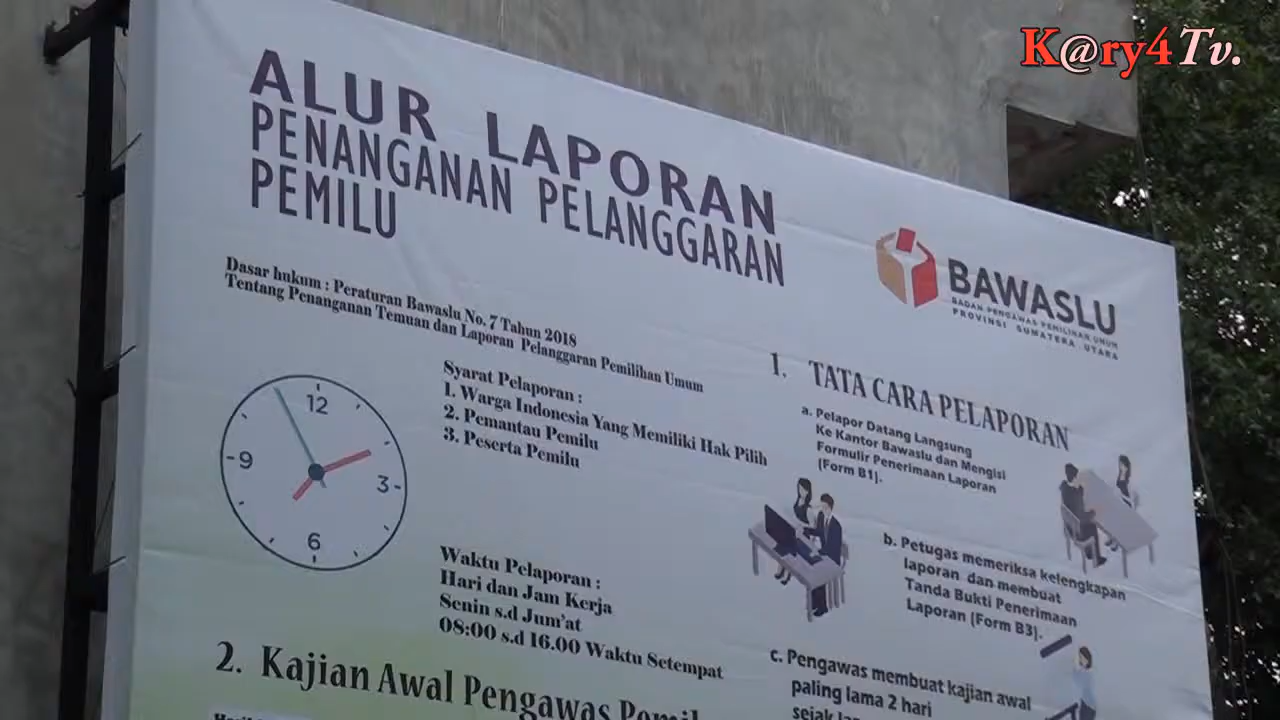 K@ry4Tv.
ALUR LAPORAN
PENANGANAN PELANGGARAN
PEMILU
BAWASLU
BADAN PENGAWAS PEMILIHAN UMUM
PROVINSI SUMATERA UTARA
Dasar hukum : Peraturan Bawaslu No. 7 Tahun 2018
Tentang Penanganan Temuan dan Laporan Pelanggaran Pemilihan Umum
12
3-
6
-9
Syarat Pelaporan :
1. Warga Indonesia Yang Memiliki Hak Pilih
2. Pemantau Pemilu
3. Peserta Pemilu
Waktu Pelaporan :
Hari dan Jam Kerja
Senin s.d Jum'at
08:00 s.d 16.00 Waktu Setempat
1. TATA CARA PELAPORAN
a. Pelapor Datang Langsung
Ke Kantor Bawaslu dan Mengisi
Formulir Penerimaan Laporan
(Form B1).
b. Petugas memeriksa kelengkapan
laporan dan membuat
Tanda Bukti Penerimaan
Laporan (Form B3).
c. Pengawas membuat kajian awal
paling lama 2 hari
sejak
2. Kajian Awal Pengawas